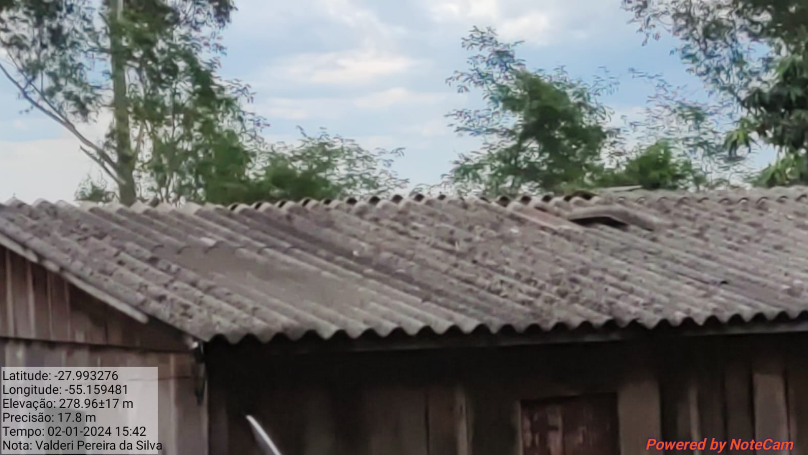 Latitude: -27.993276
Longitude: -55.159481
Elevação: 278.96±17 m
Precisão: 17.8 m
Tempo: 02-01-2024 15:42
Nota: Valderi Pereira da Silva
Powered by NoteCam